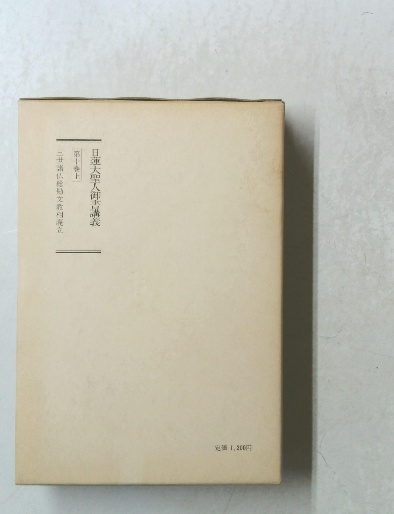 日蓮大聖人御書講義
第十巻上
三世諸仏総勘文教相廃立
定価 1,200円